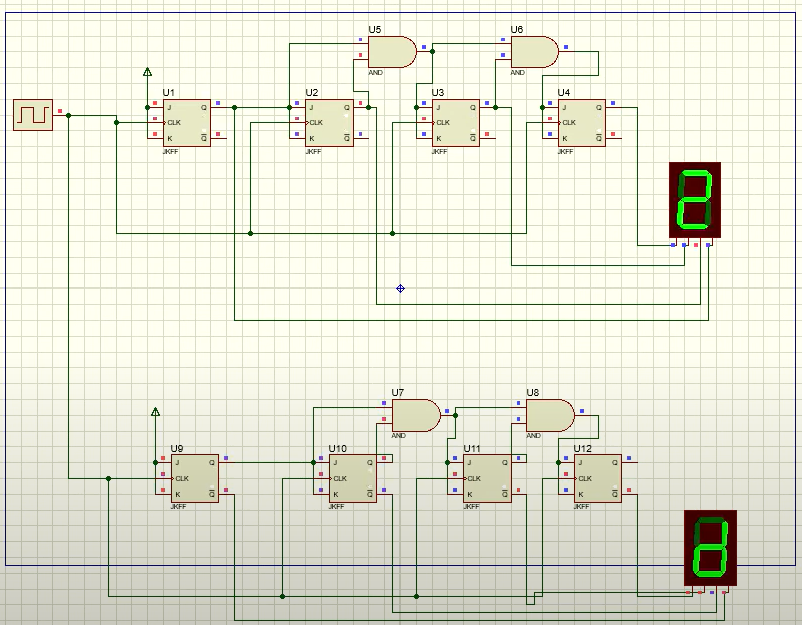 U5
U6
AND
AND
U1
U2
U3
U4
J Q
J Q
J Q
J Q
CLK
CLK
CLK
CLK
K Q
K Q
K Q
K Q
JKFF
JKFF
JKFF
JKFF
2
U7
U8
AND
AND
U9
U10
U11
U12
J Q
J Q
J Q
J Q
CLK
CLK
CLK
CLK
K Q
K Q
K Q
K Q
JKFF
JKFF
JKFF
JKFF
d